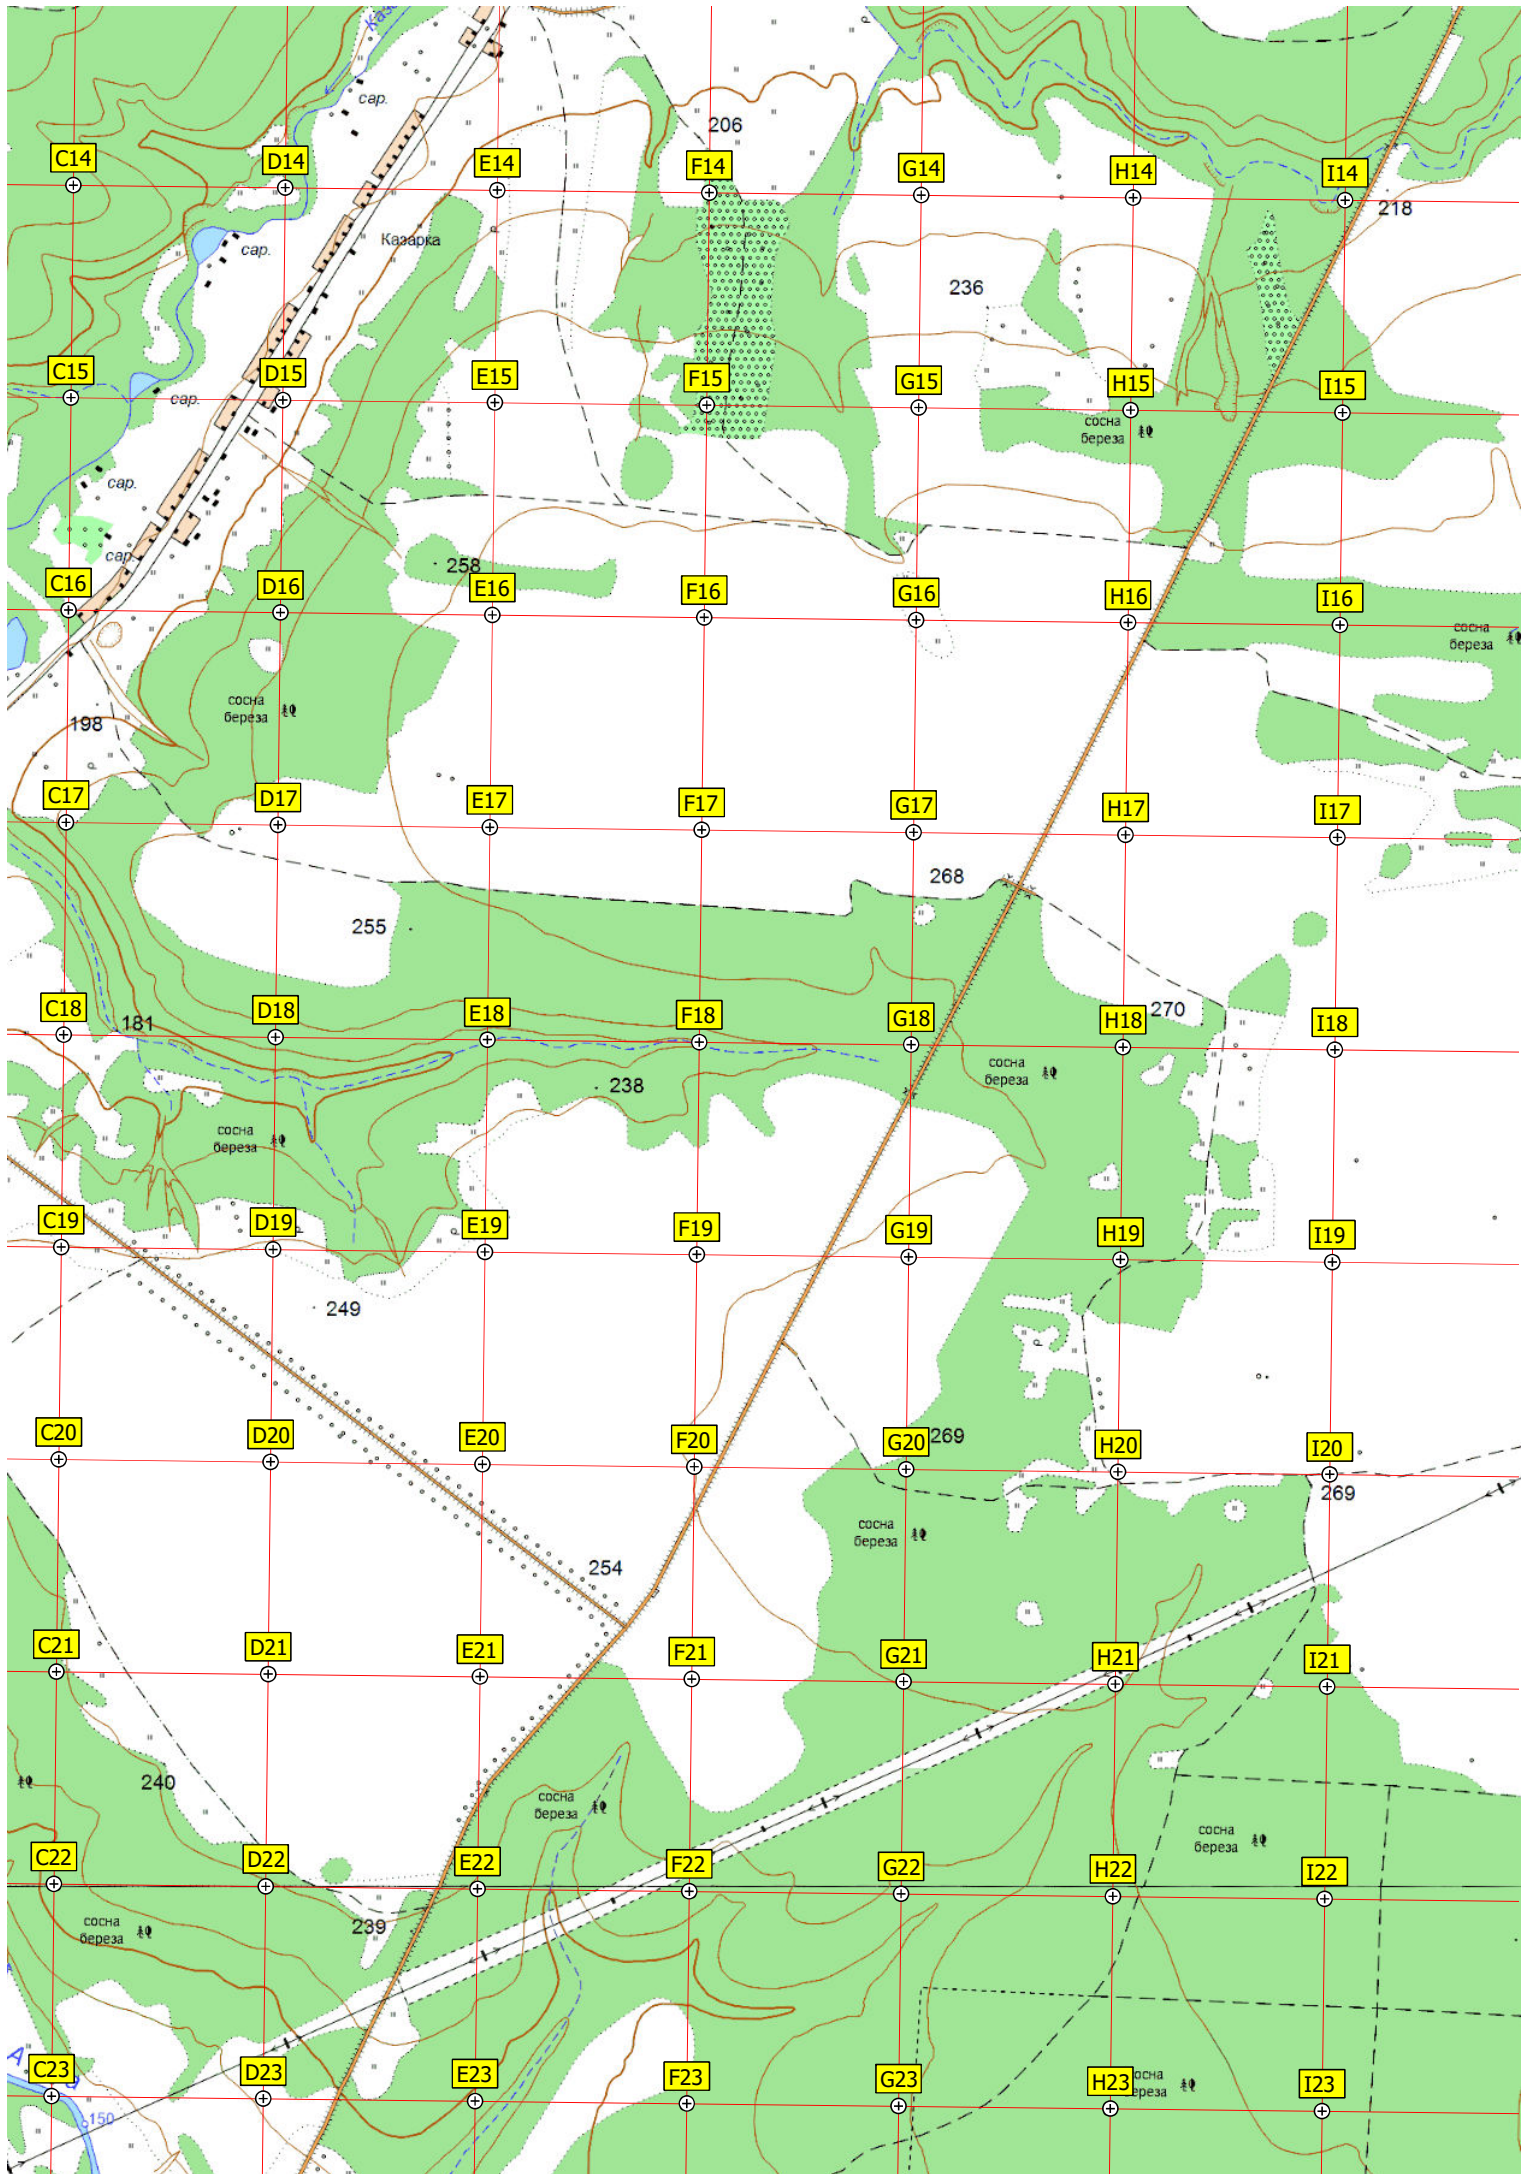 Каза
сар.
206
C14
D14
E14
F14
G14
H14
I14
218
сар.
Казарка
236
C15
D15
E15
F15
G15
H15
I15
сар.
сосна
береза
сар.
сар.
258
C16
D16
E16
F16
G16
H16
I16
сосна
береза
198
сосна
береза
C17
D17
E17
F17
G17
H17
I17
268
255
C18
D18
E18
F18
G18
H18
I18
181
270
238
сосна
береза
сосна
береза
C19
D19
E19
F19
G19
H19
I19
249
C20
D20
E20
F20
G20
H20
I20
269
269
сосна
береза
254
C21
D21
E21
F21
G21
H21
I21
240
сосна
береза
сосна
береза
C22
D22
E22
F22
G22
H22
I22
239
сосна
береза
C23
D23
E23
F23
G23
H23
I23
осна
ереза
150